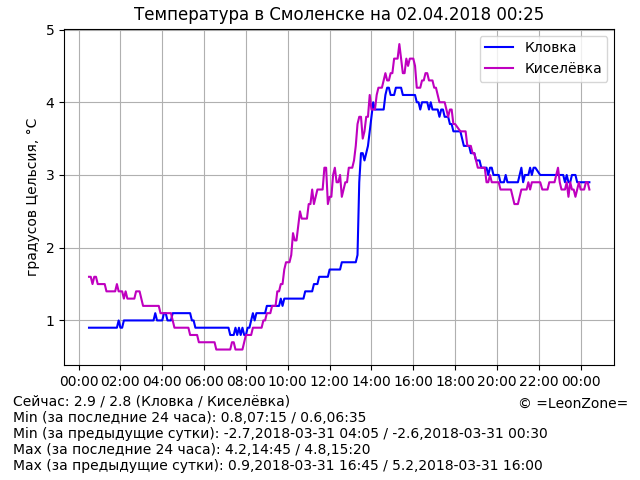 Температура в Смоленске на 02.04.2018 00:25
Кловка
Киселёвка
градусов Цельсия, °C
5
4
3
2
1
00:00 02:00 04:00 06:00 08:00 10:00 12:00 14:00 16:00 18:00 20:00 22:00 00:00
Сейчас: 2.9 / 2.8 (Кловка / Киселёвка)
© =LeonZone=
Min (за последние 24 часа): 0.8,07:15 / 0.6,06:35
Min (за предыдущие сутки): -2.7,2018-03-31 04:05 / -2.6,2018-03-31 00:30
Max (за последние 24 часа): 4.2,14:45 / 4.8,15:20
Max (за предыдущие сутки): 0.9,2018-03-31 16:45 / 5.2,2018-03-31 16:00